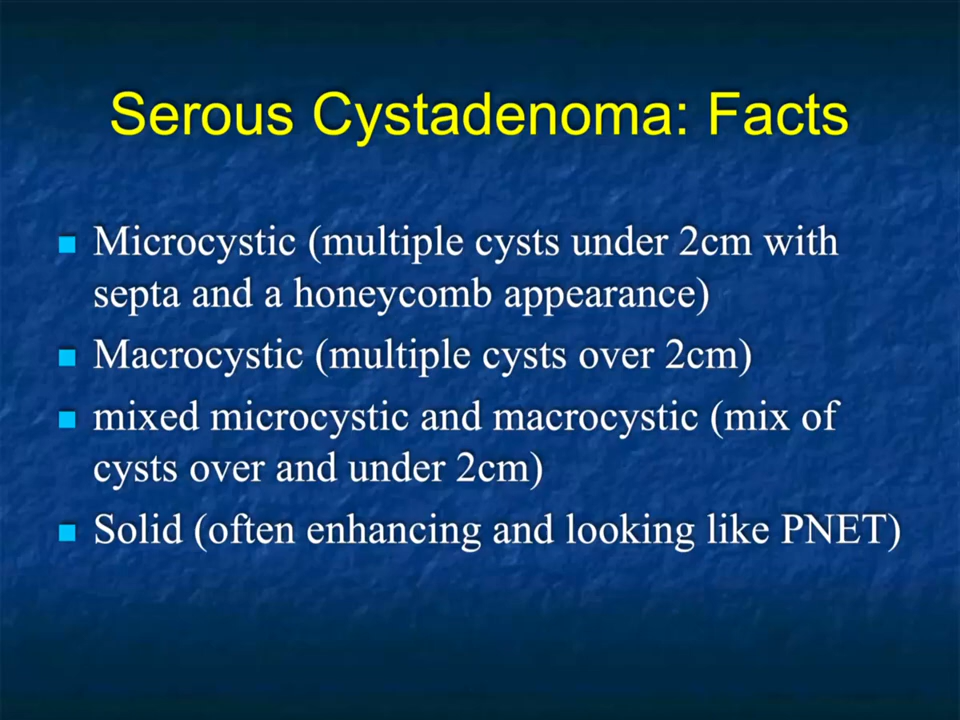 Serous Cystadenoma: Facts
Microcystic (multiple cysts under 2cm with
septa and a honeycomb appearance)
Macrocystic (multiple cysts over 2cm)
mixed microcystic and macrocystic (mix of
cysts over and under 2cm)
Solid (often enhancing and looking like PNET)